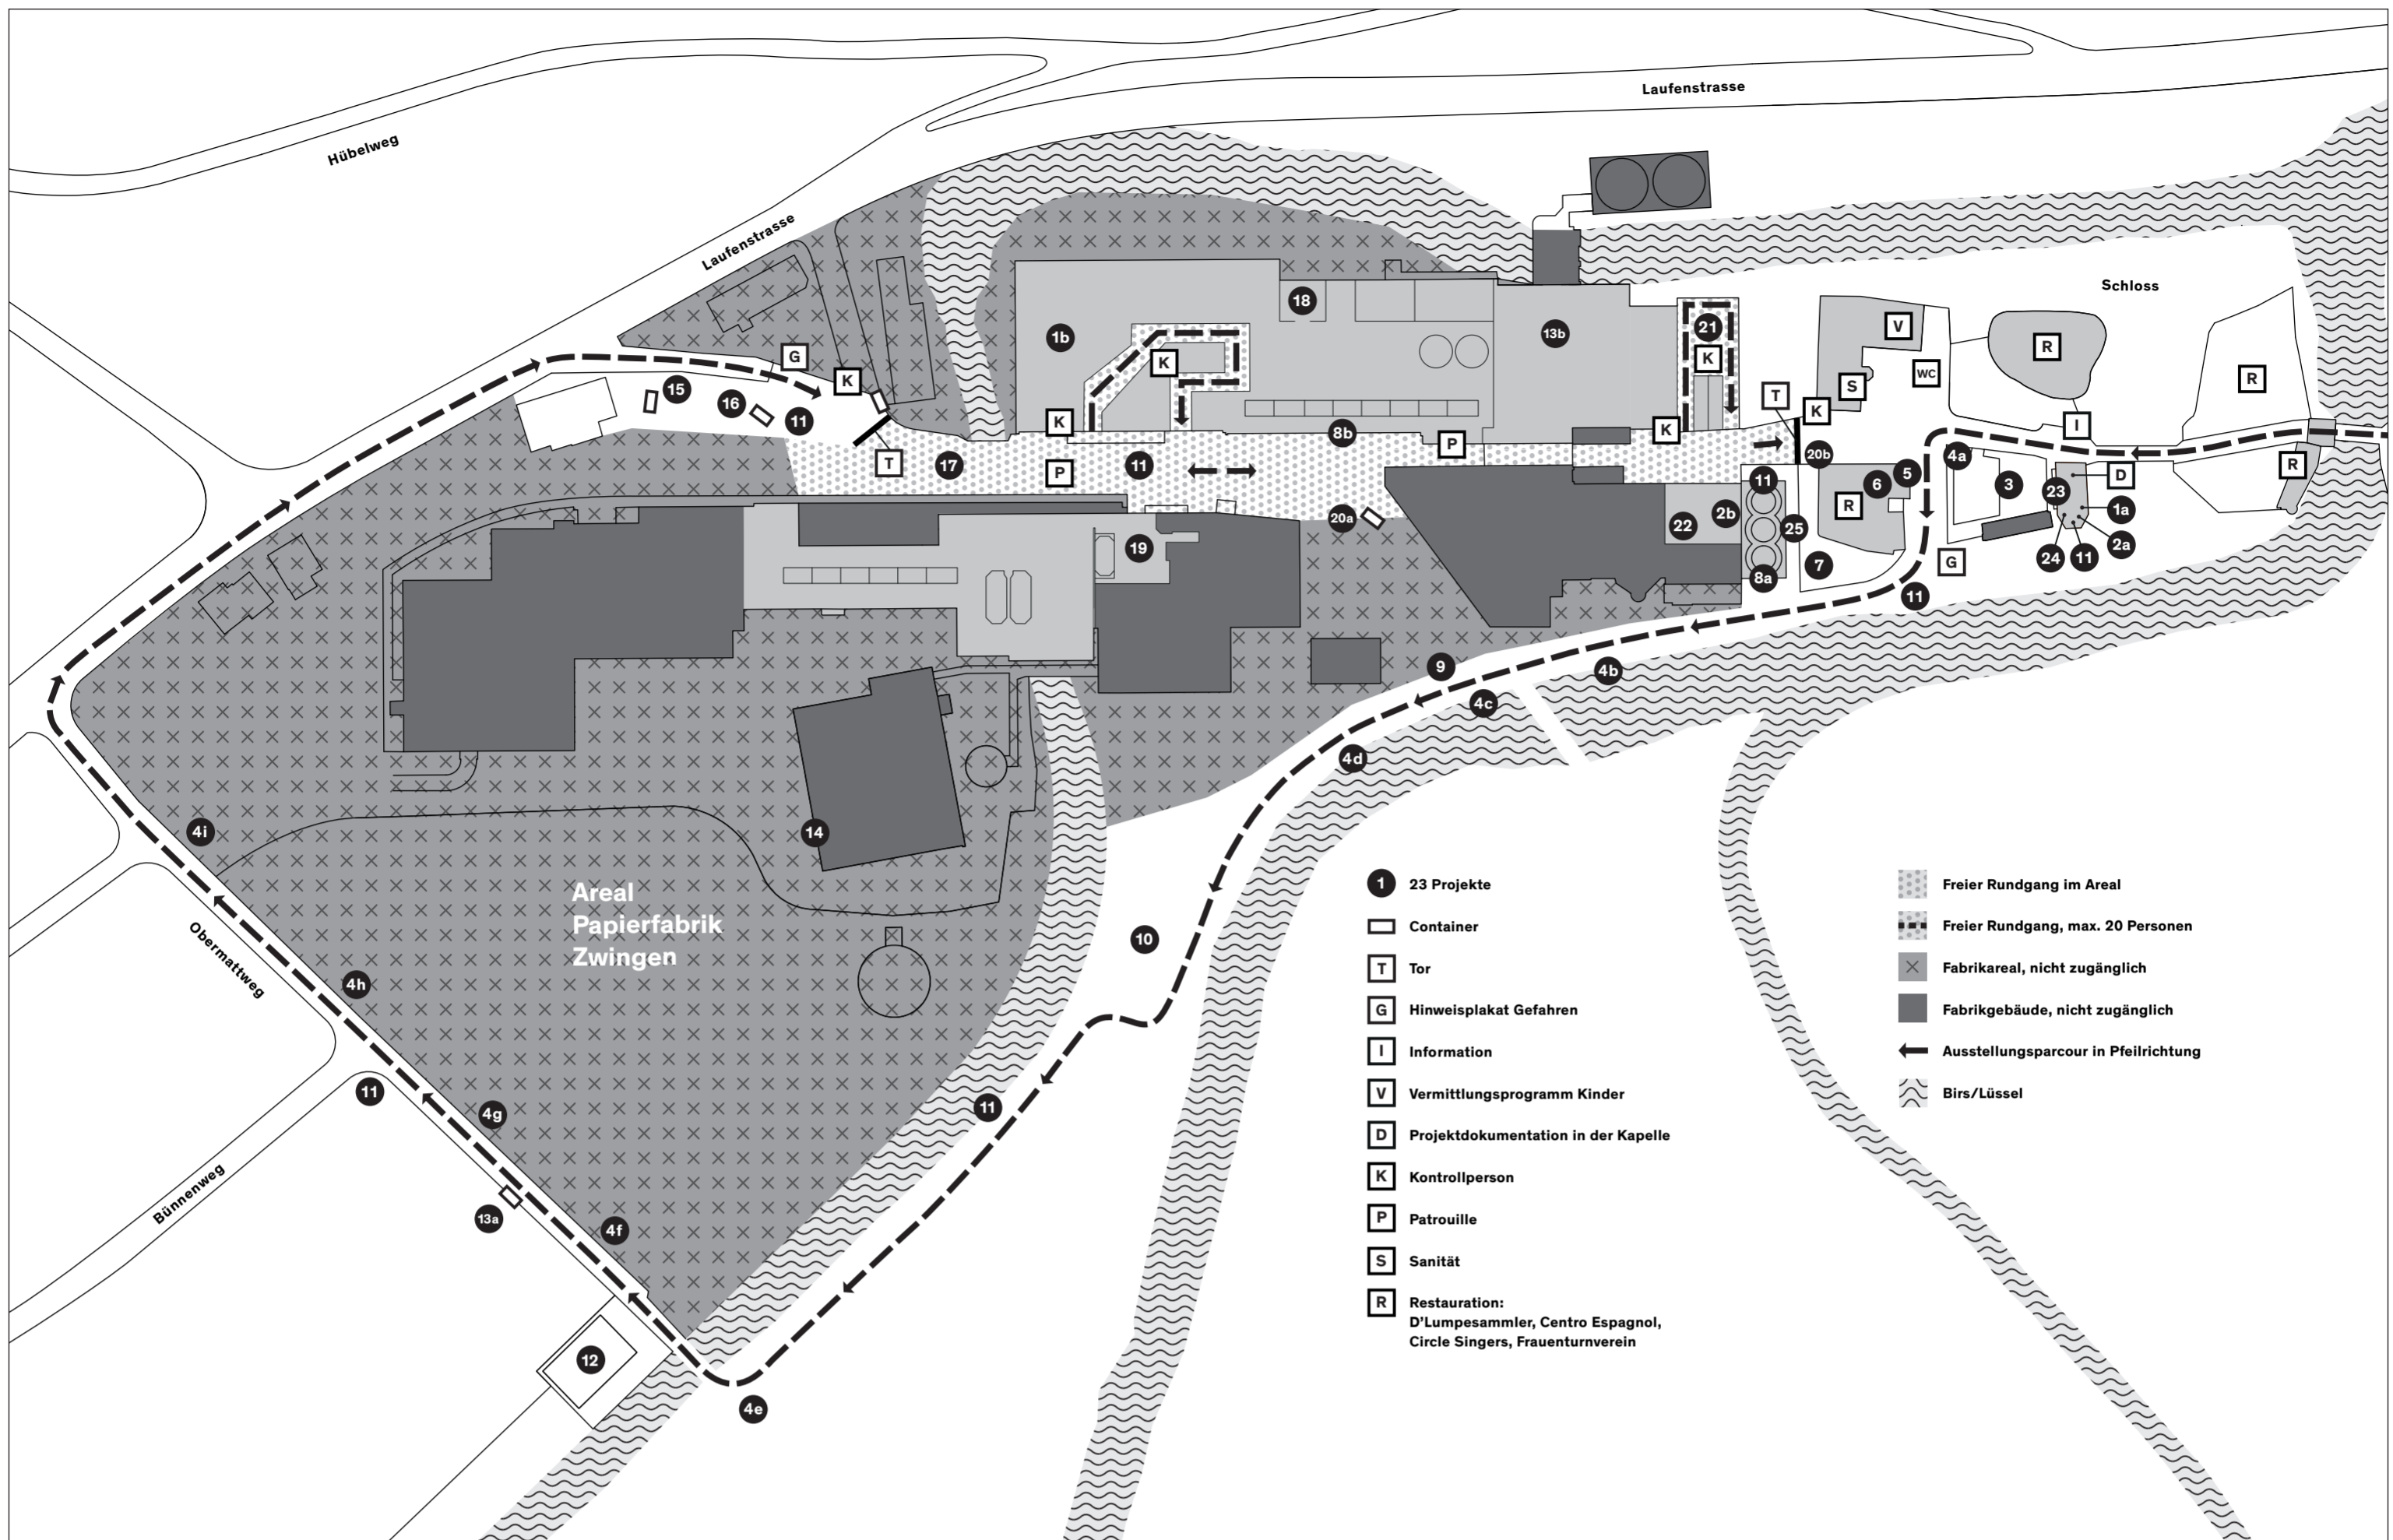 Laufenstrasse
Hübelweg
Laufenstrasse
Schloss
18
21
V
R
1b
13b
K
K
WC
R
G
K
S
15
16
11
T
K
K
K
8b
P
I
T
17
P
11
20b
4a
5
R
D
11
6
3
23
R
20a
22
2b
25
1a
19
24
11
2a
7
G
8a
11
9
4b
4c
4d
4i
14
Areal
Papierfabrik
Zwingen
10
Obermattweg
4h
11
11
4g
Bünnenweg
13a
4f
12
4e
1 23 Projekte
Container
T Tor
G Hinweisplakat Gefahren
I Information
V Vermittlungsprogramm Kinder
D Projektdokumentation in der Kapelle
K Kontrollperson
P Patrouille
S Sanität
R Restauration:
D’Lumpesammler, Centro Espagnol,
Circle Singers, Frauenturnverein
Freier Rundgang im Areal
Freier Rundgang, max. 20 Personen
Fabrikareal, nicht zugänglich
Fabrikgebäude, nicht zugänglich
Ausstellungsparcour in Pfeilrichtung
Birs/Lüssel